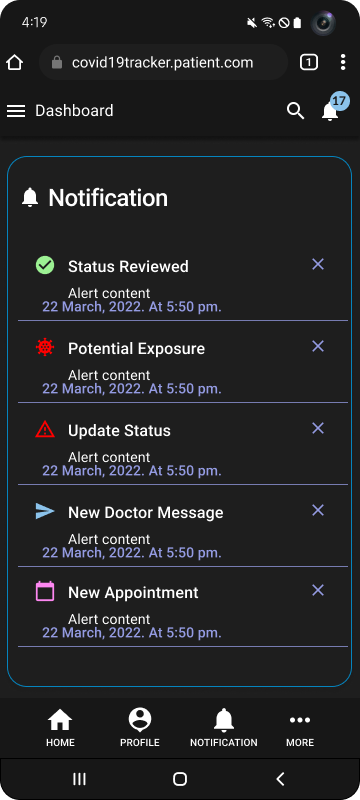 4:19
covid19tracker.patient.com
1
Dashboard
17
Notification
Status Reviewed
Alert content
22 March, 2022. At 5:50 pm.
Potential Exposure
Alert content
22 March, 2022. At 5:50 pm.
Update Status
Alert content
22 March, 2022. At 5:50 pm.
New Doctor Message
Alert content
22 March, 2022. At 5:50 pm.
New Appointment
Alert content
22 March, 2022. At 5:50 pm.
HOME PROFILE NOTIFICATION MORE